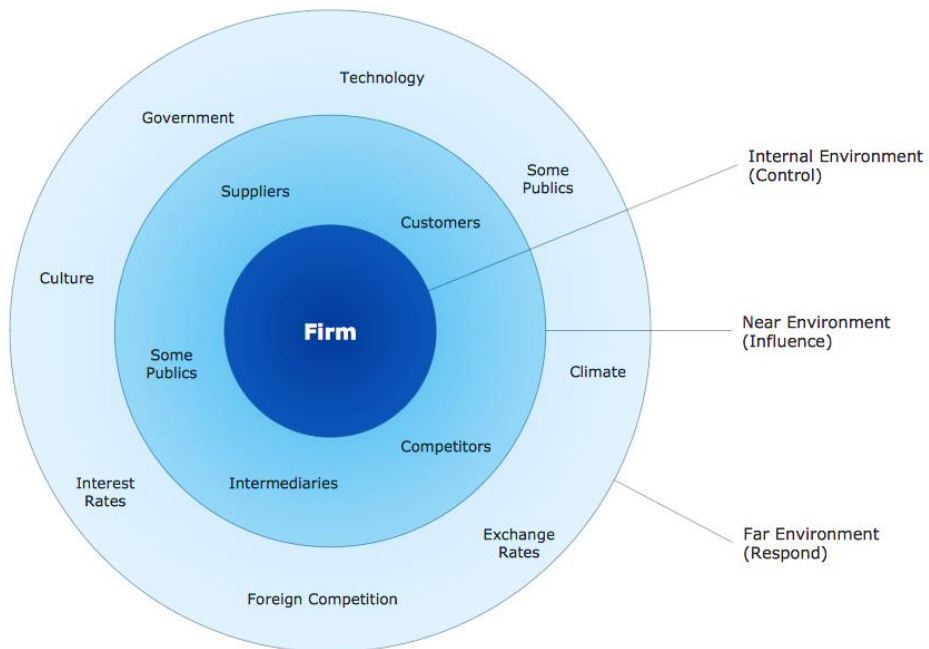 Technology
Government
Some
Publics
Internal Environment
(Control)
Suppliers
Customers
Culture
Firm
Near Environment
(Influence)
Some
Publics
Climate
Competitors
Interest
Rates
Intermediaries
Exchange
Rates
Far Environment
(Respond)
Foreign Competition